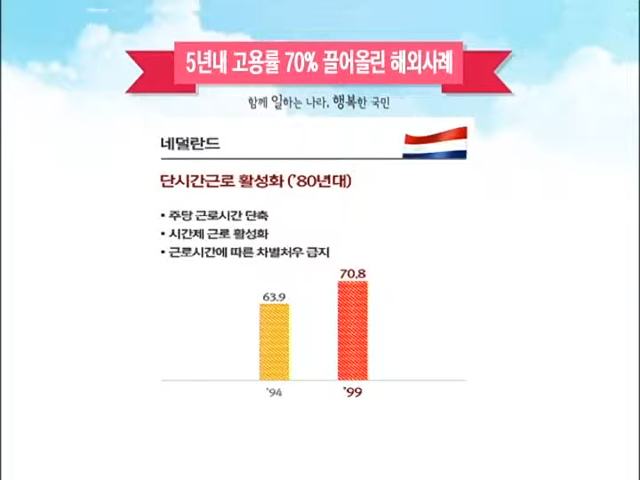 5년내 고용률 70% 끌어올린 해외사례
함께 일하는 나라, 행복한 국민
네덜란드
단시간근로 활성화 ('80년대)
• 주당 근로시간 단축
• 시간제 근로 활성화
• 근로시간에 따른 차별처우 금지
63.9
70.8
'94
'99